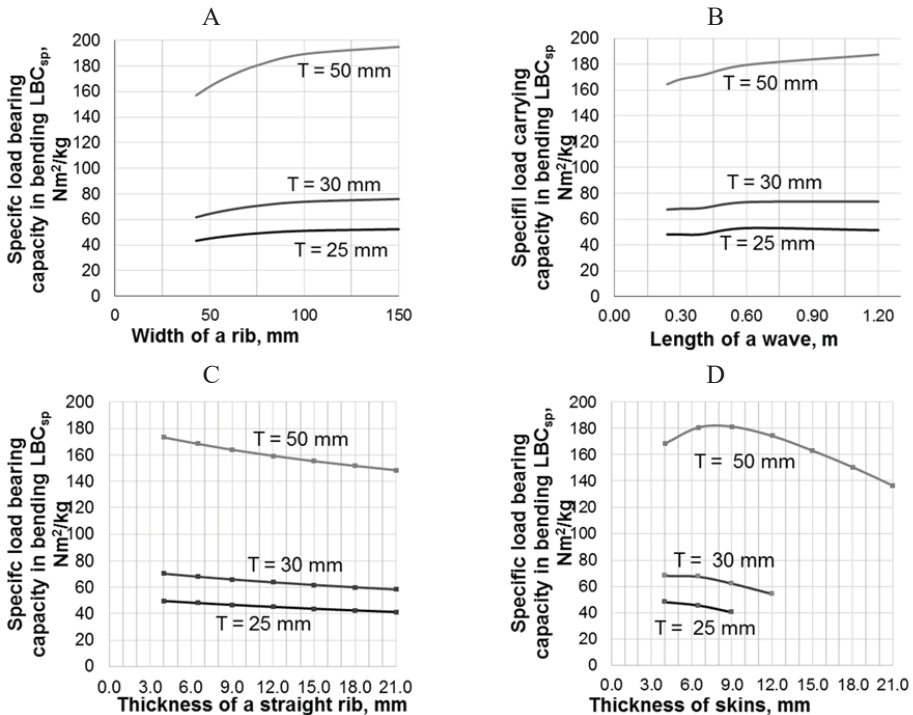 A
Specifc load bearing
capacity in bending LBCsp,
Nm²/kg
200
180
160
140
120
100
80
60
40
20
0
T = 50 mm
T = 30 mm
T = 25 mm
0 50 100 150
Width of a rib, mm
B
Specifil load carrying
capacity in bending LBCsp,
Nm²/kg
200
180
160
140
120
100
80
60
40
20
0
T = 50 mm
T = 30 mm
T = 25 mm
0.00 0.30 0.60 0.90 1.20
Length of a wave, m
C
Specifc load bearing
capacity in bending LBCsp,
Nm²/kg
200
180
160
140
120
100
80
60
40
20
0
T = 50 mm
T = 30 mm
T = 25 mm
0.0 3.0 6.0 9.0 12.0 15.0 18.0 21.0
Thickness of a straight rib, mm
D
Specific load bearing
capacity in bending LBCsp,
Nm²/kg
200
180
160
140
120
100
80
60
40
20
0
T = 50 mm
T = 30 mm
T = 25 mm
0.0 3.0 6.0 9.0 12.0 15.0 18.0 21.0
Thickness of skins, mm